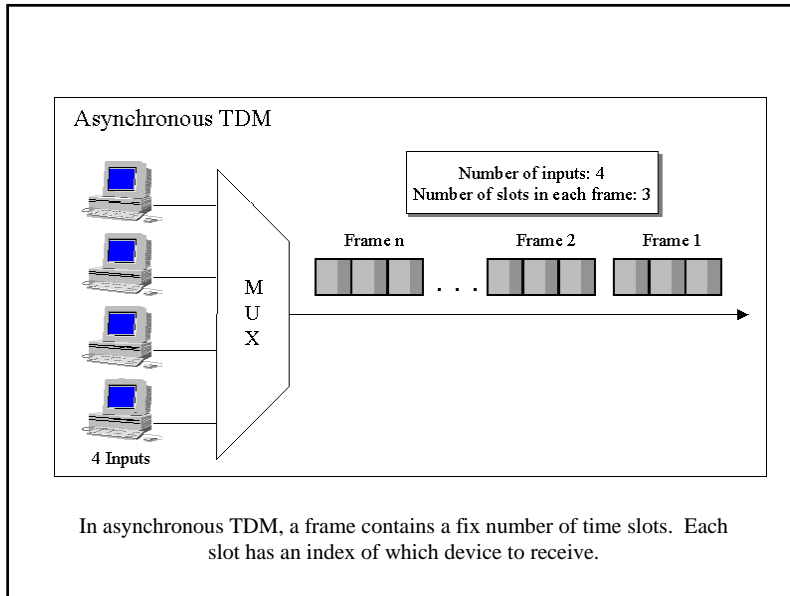 Asynchronous TDM
Number of inputs: 4
Number of slots in each frame: 3
Frame n
Frame 2
Frame 1
. . .
M
U
X
4 Inputs
In asynchronous TDM, a frame contains a fix number of time slots. Each
slot has an index of which device to receive.